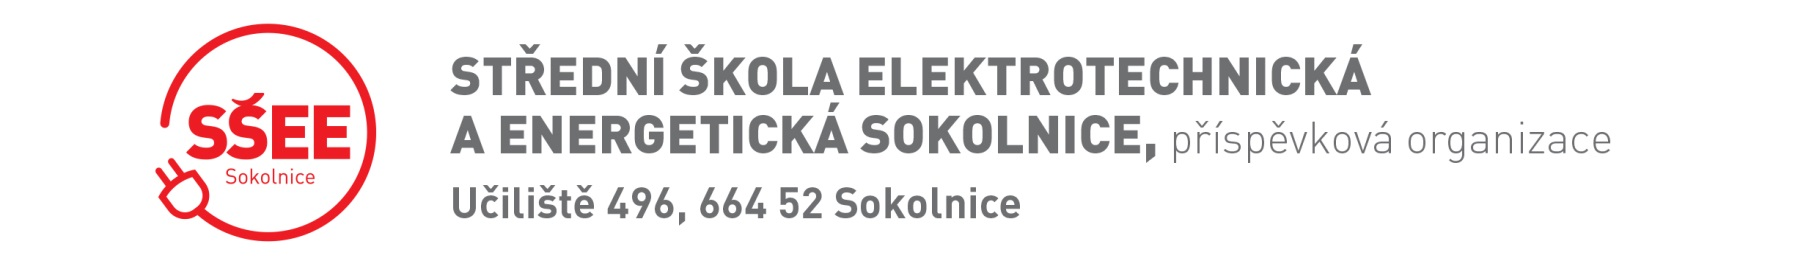 SŠEE
Sokolnice
STŘEDNÍ ŠKOLA ELEKTROTECHNICKÁ
A ENERGETICKÁ SOKOLNICE, příspěvková organizace
Učiliště 496, 664 52 Sokolnice